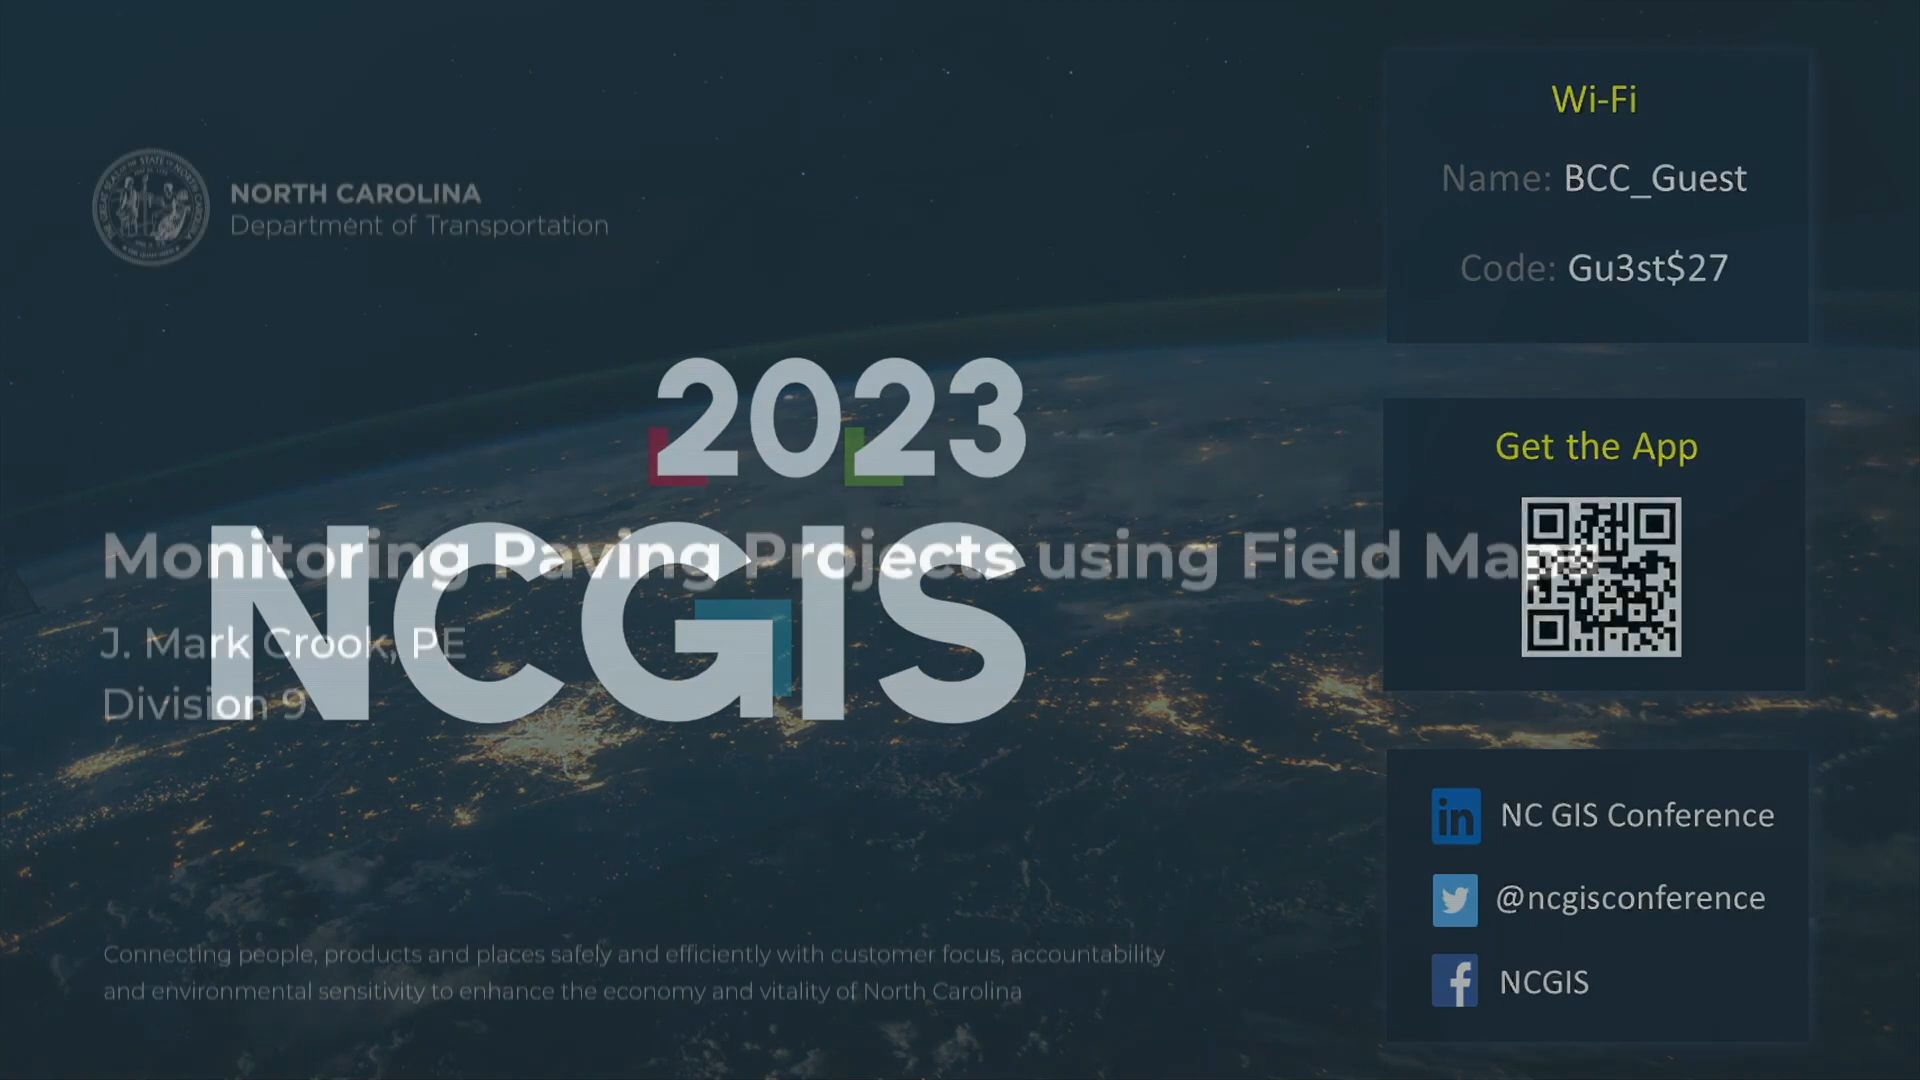 NORTH CAROLINA
Department of Transportation
2023
NCGIS
Monitoring Paving Projects using Field
J. Mark Crook, PE
Division 9
Connecting people, products and places safely and efficiently with customer focus, accountability
and environmental sensitivity to enhance the economy and vitality of North Carolina
Wi-Fi
Name: BCC_Guest
Code: Gu3st$27
Get the App
NC GIS Conference
@ncgisconference
NCGIS